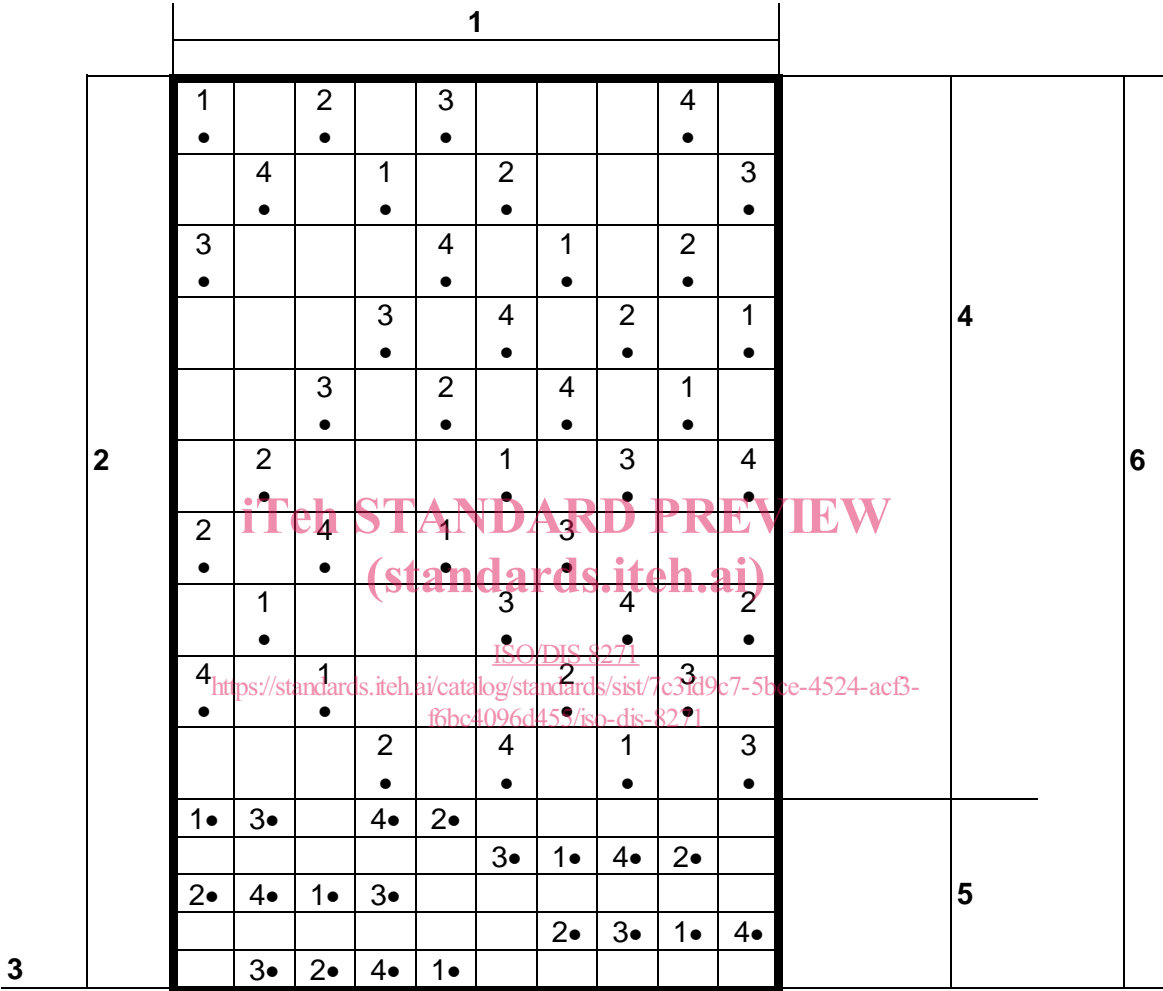 1
1 2 3 4
• • • •
4 1 2 3
• • • •
3 4 1 2
• • • •
3 4 2 1 4
• • • •
3 2 4 1
• • • •
2 2 1 3 4 6
• • • •
iTeh STANDARD PREVIEW
2 4 1 3
• • • •
(standards.iteh.ai)
1 3 4 2
• • • •
ISO/DIS 8271
4 1 2 3
https://standards.iteh.ai/catalog/standards/sist/7c3fd9c7-5bce-4524-acf3-
• • • •
f6bc4096d455/iso-dis-8271
2 4 1 3
• • • •
1• 3• 4• 2•
3• 1• 4• 2•
2• 4• 1• 3• 5
2• 3• 1• 4•
3 3• 2• 4• 1•